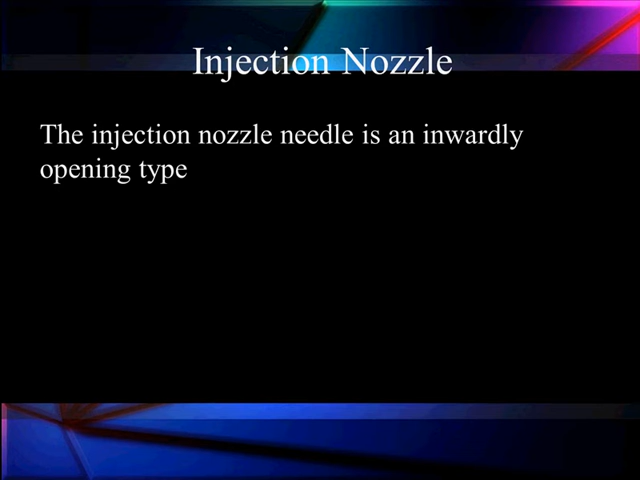 Injection Nozzle
The injection nozzle needle is an inwardly
opening type